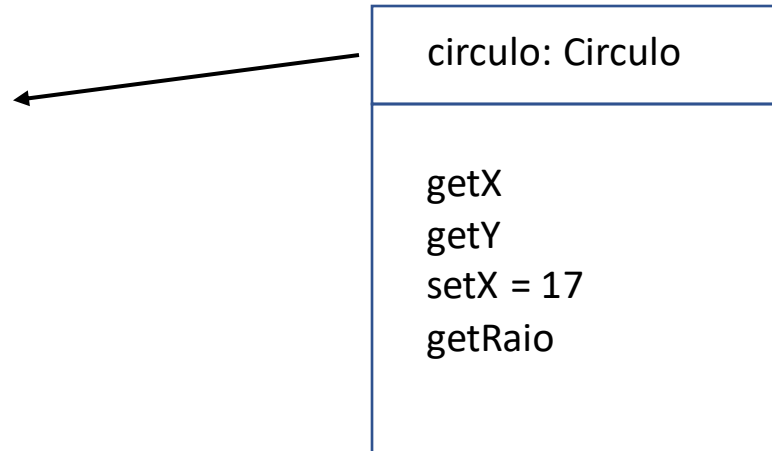 circulo: Circulo
getX
getY
setX = 17
getRaio